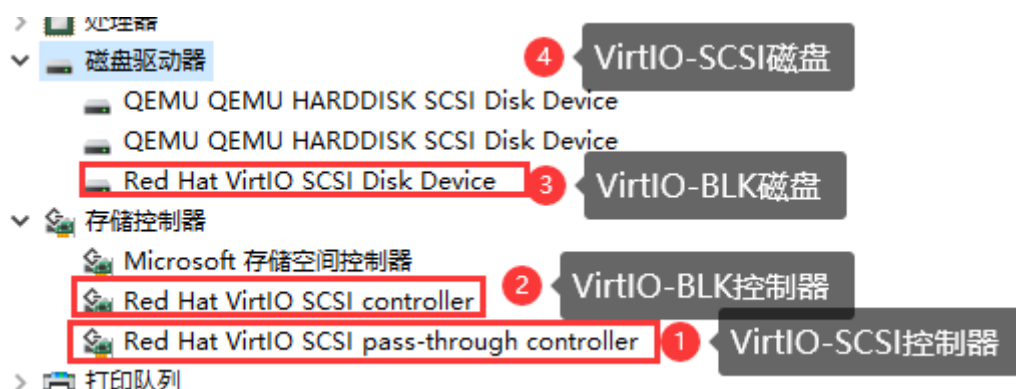 处理器
磁盘驱动器
4 VirtIO-SCSI磁盘
QEMU QEMU HARDDISK SCSI Disk Device
QEMU QEMU HARDDISK SCSI Disk Device
Red Hat VirtIO SCSI Disk Device 3 VirtIO-BLK磁盘
存储控制器
Microsoft 存储空间控制器
Red Hat VirtIO SCSI controller 2 VirtIO-BLK控制器
Red Hat VirtIO SCSI pass-through controller 1 VirtIO-SCSI控制器
打印队列